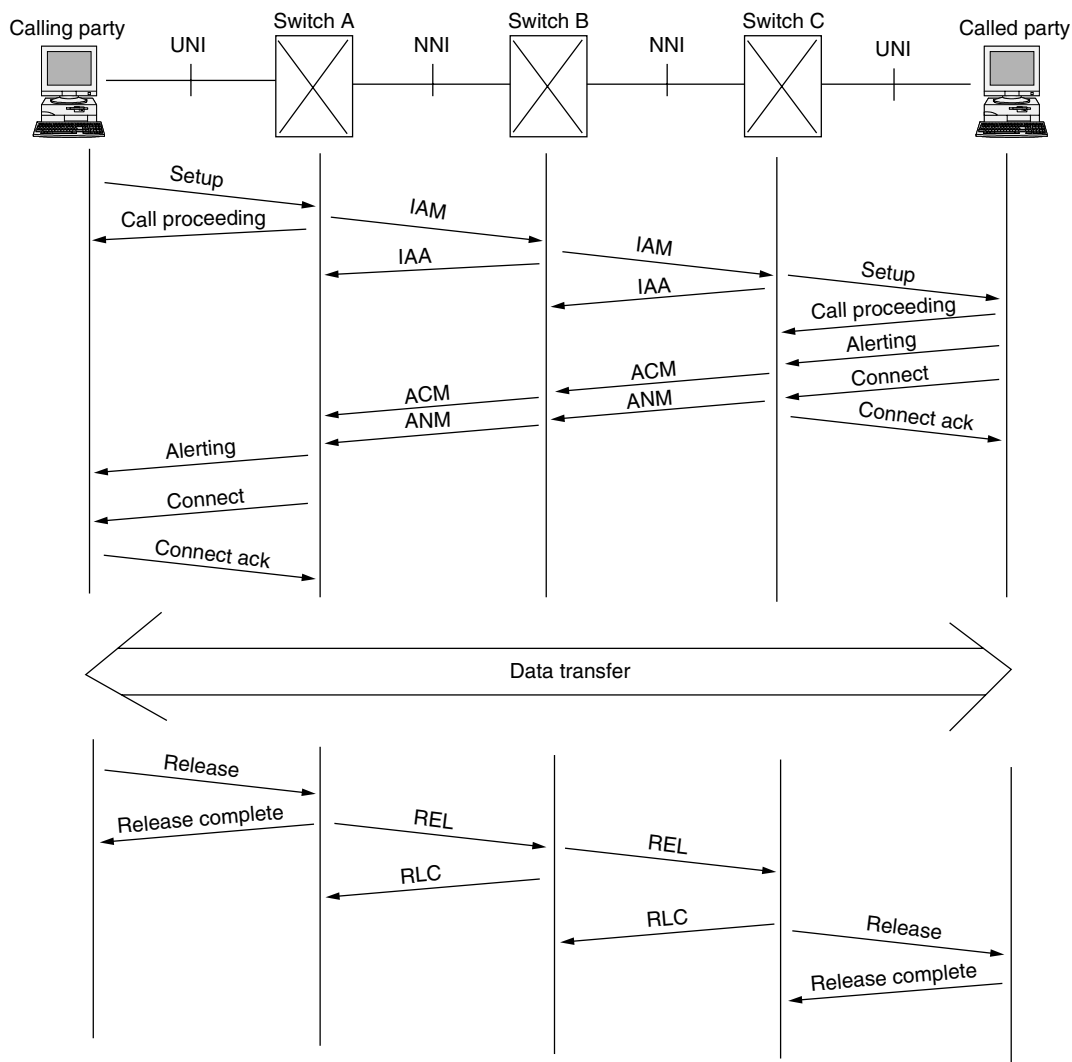 Calling party
UNI
Switch A
NNI
Switch B
NNI
Switch C
UNI
Called party
Setup
Call proceeding
IAM
IAA
IAM
IAA
Setup
Call proceeding
Alerting
ACM
Connect
ACM
ANM
Connect ack
ANM
Alerting
Connect
Connect ack
Data transfer
Release
Release complete
REL
REL
RLC
RLC
Release
Release complete